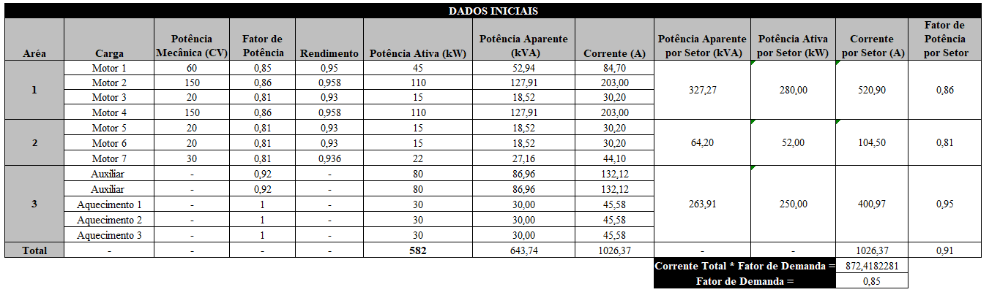 DADOS INICIAIS
Aréa Carga Potência Mecânica (CV) Fator de Potência Rendimento Potência Ativa (kW) Potência Aparente (kVA) Corrente (A) Potência Aparente por Setor (kVA) Potência Ativa por Setor (kW) Corrente por Setor (A) Fator de Potência por Setor
1 Motor 1 60 0,85 0,95 45 52,94 84,70 327,27 280,00 520,90 0,86
Motor 2 150 0,86 0,958 110 127,91 203,00
Motor 3 20 0,81 0,93 15 18,52 30,20
Motor 4 150 0,86 0,958 110 127,91 203,00
2 Motor 5 20 0,81 0,93 15 18,52 30,20 64,20 52,00 104,50 0,81
Motor 6 20 0,81 0,93 15 18,52 30,20
Motor 7 30 0,81 0,936 22 27,16 44,10
3 Auxiliar - 0,92 - 80 86,96 132,12 263,91 250,00 400,97 0,95
Auxiliar - 0,92 - 80 86,96 132,12
Aquecimento 1 - 1 - 30 30,00 45,58
Aquecimento 2 - 1 - 30 30,00 45,58
Aquecimento 3 - 1 - 30 30,00 45,58
Total - - - - 582 643,74 1026,37 - - 1026,37 0,91
Corrente Total * Fator de Demanda = 872,4182281
Fator de Demanda = 0,85